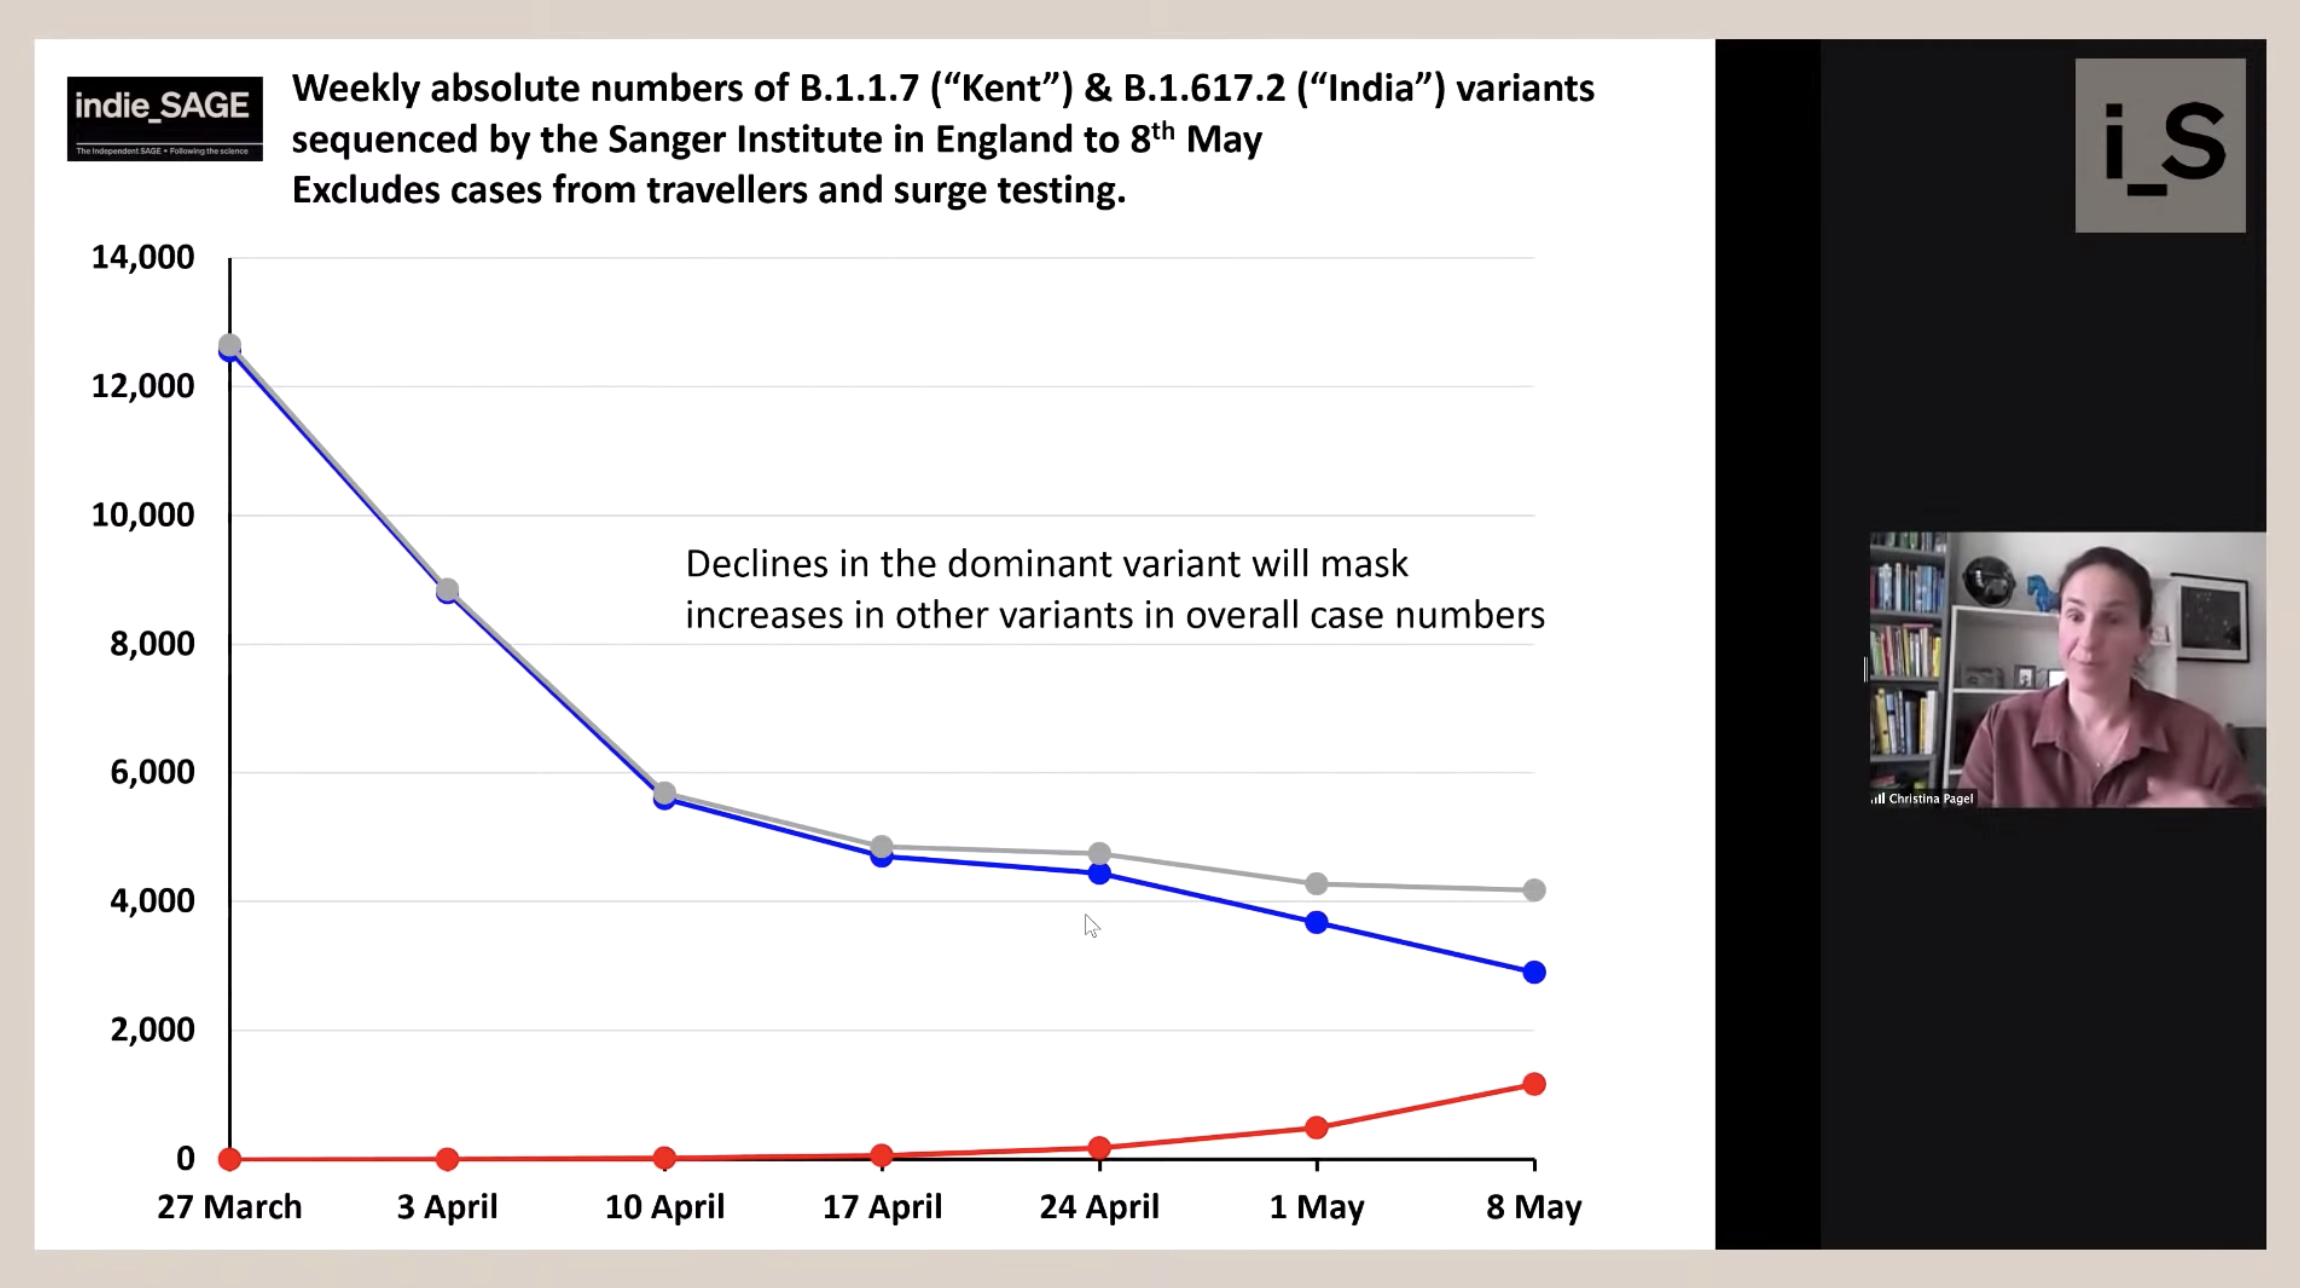 indie_SAGE
The Independent SAGE • Following the science
Weekly absolute numbers of B.1.1.7 (“Kent”) & B.1.617.2 (“India”) variants
sequenced by the Sanger Institute in England to 8th May
Excludes cases from travellers and surge testing.
i_S
14,000
12,000
10,000
8,000
6,000
4,000
2,000
0
Declines in the dominant variant will mask
increases in other variants in overall case numbers
27 March
3 April
10 April
17 April
24 April
1 May
8 May
Christina Pagel